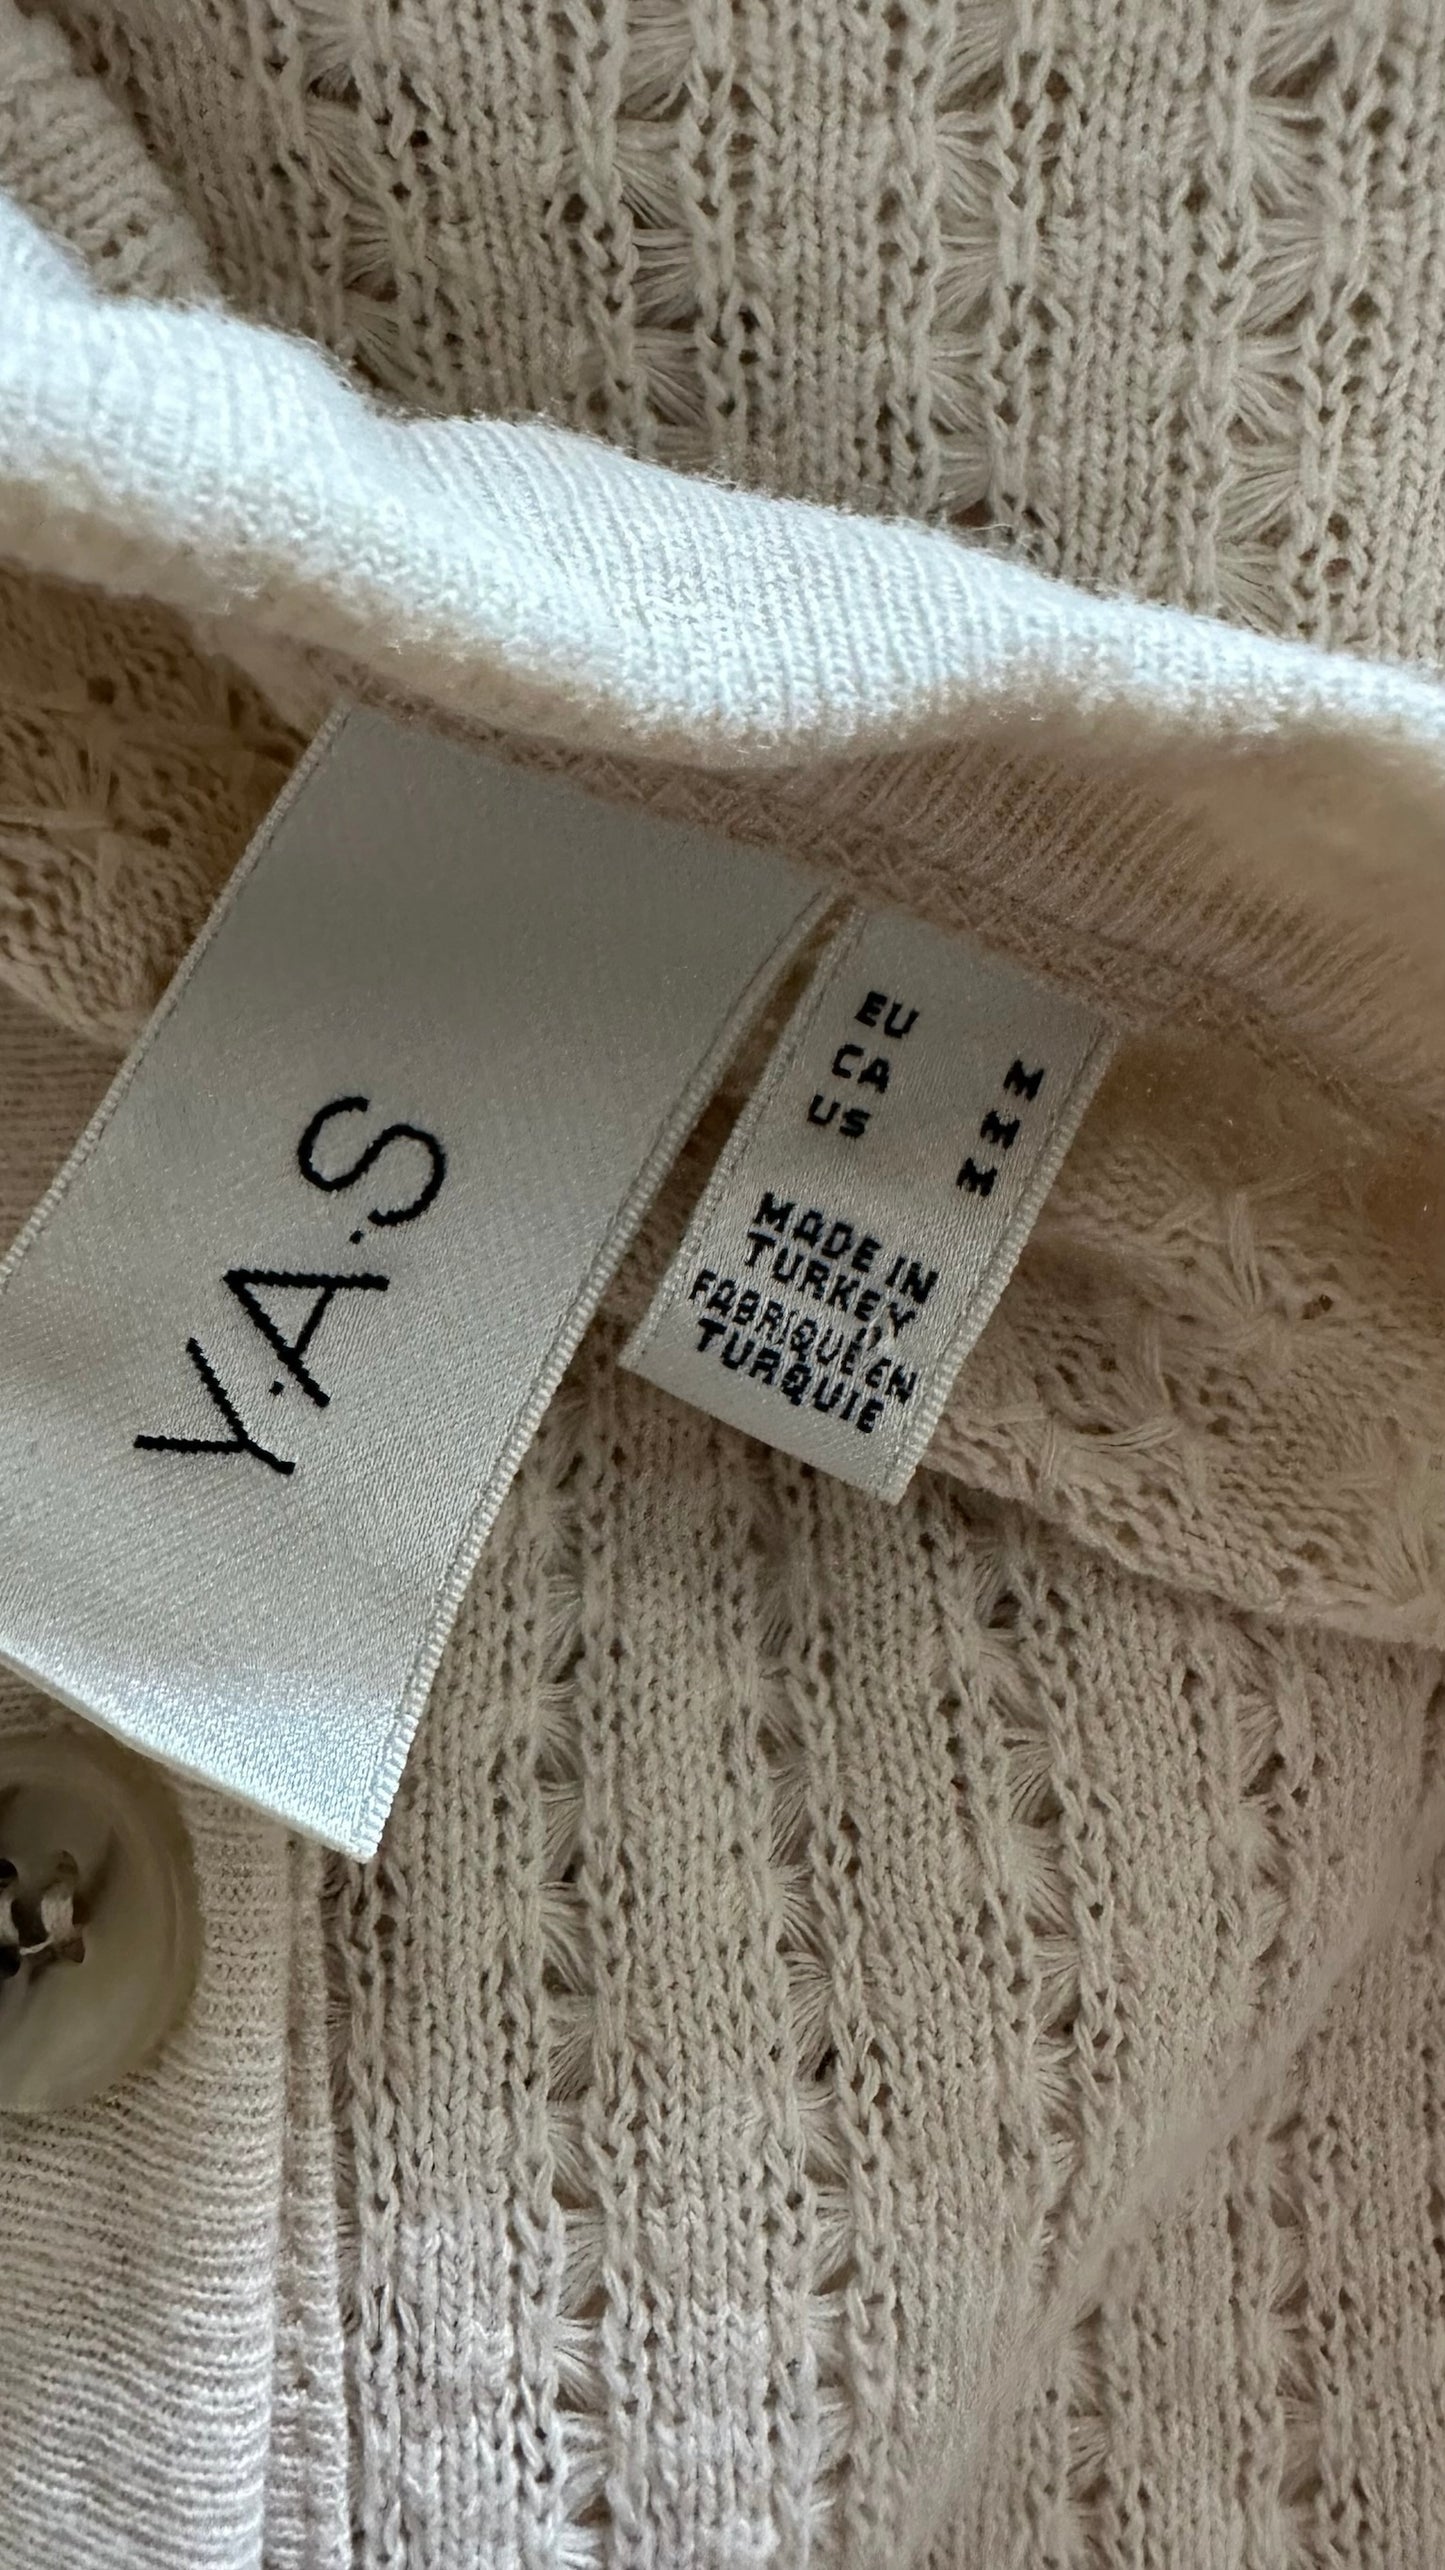 Y.A.S
EU M
CA M
US M
MADE IN
TURKEY
FABRIQUÉ EN
TURQUIE